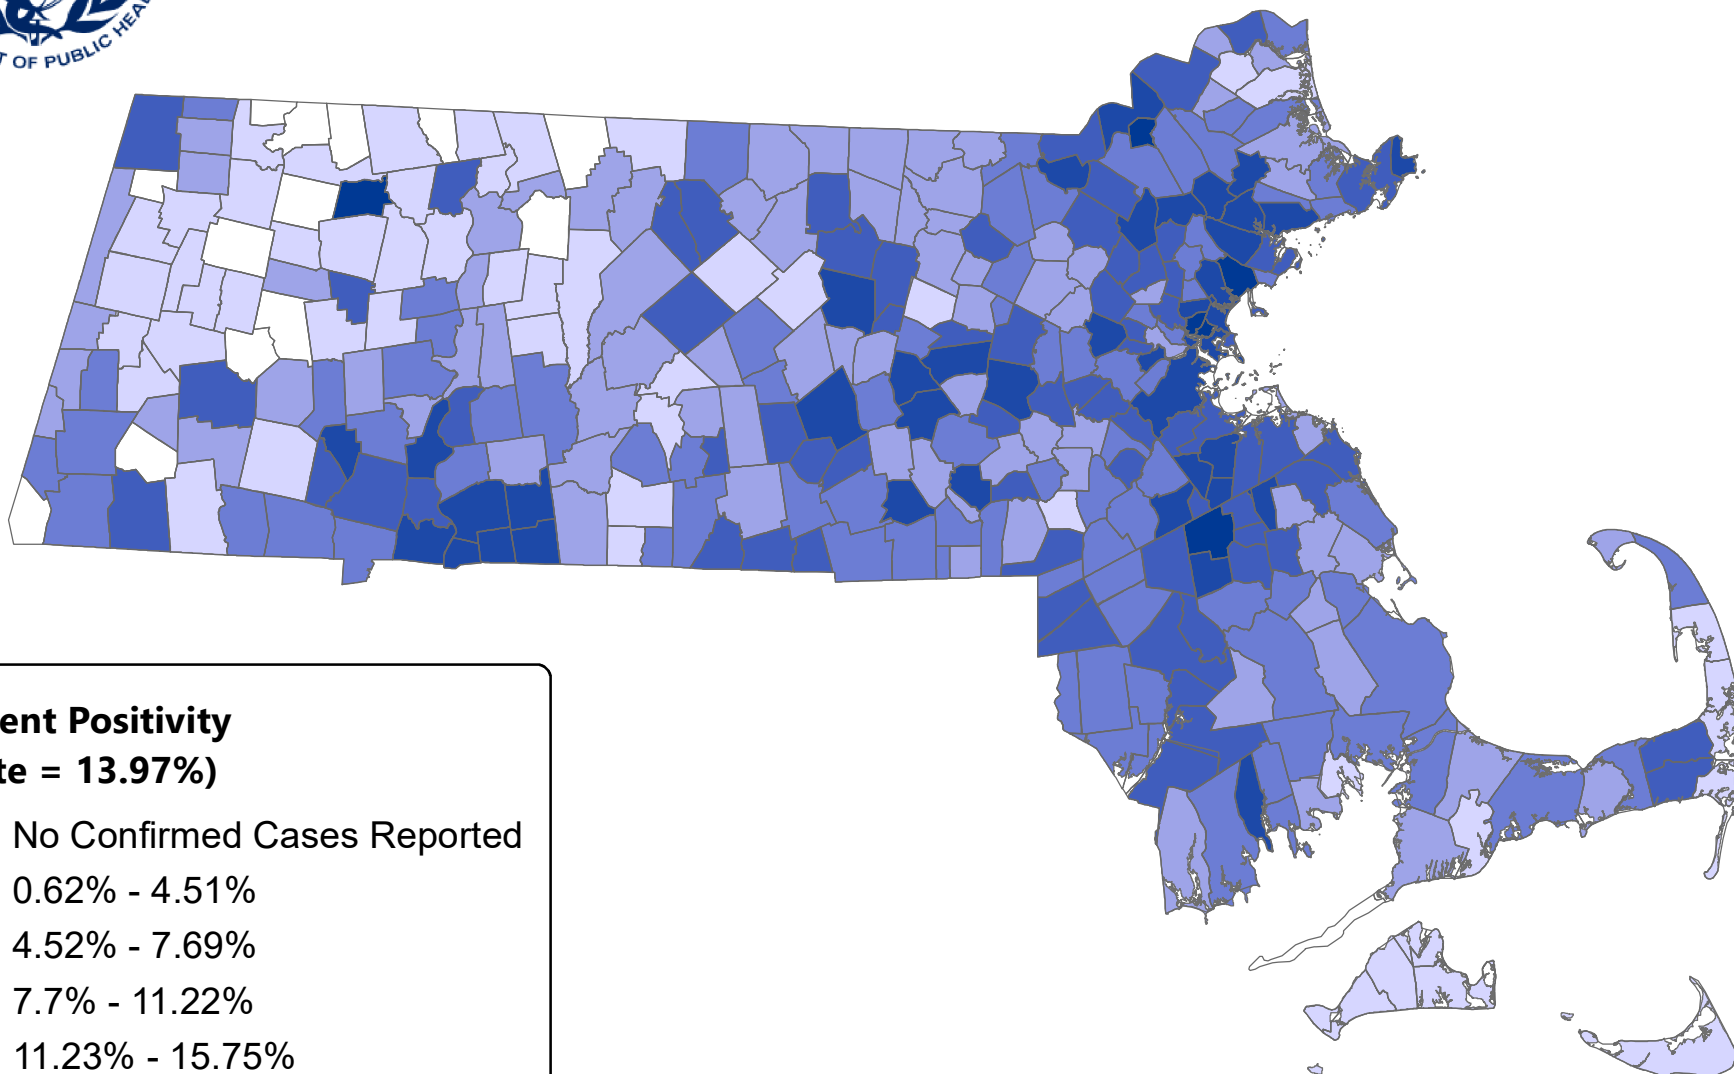 T OF PUBLIC HEA
ent Positivity
te = 13.97%)
No Confirmed Cases Reported
0.62% - 4.51%
4.52% - 7.69%
7.7% - 11.22%
11.23% - 15.75%